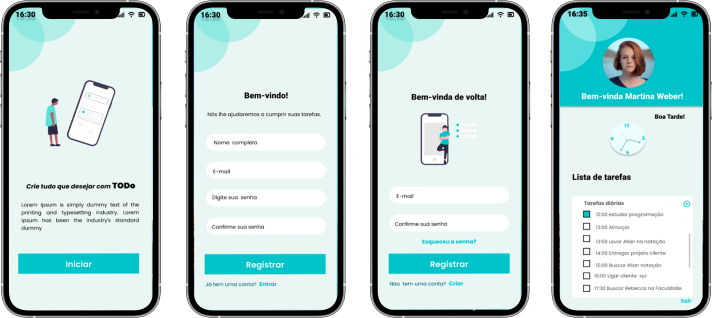 16:30
Crie tudo que desejar com TODo
Lorem Ipsum is simply dummy text of the
printing and typesetting industry. Lorem
Ipsum has been the industry's standard
dummy
Iniciar
16:30
Bem-vindo!
Nós lhe ajudaremos a cumprir suas tarefas.
Nome completo
E-mail
Digite sua senha
Confirme sua senha
Registrar
Já tem uma conta? Entrar
16:30
Bem-vinda de volta!
E-mail
Confirme sua senha
Esqueceu a senha?
Registrar
Não tem uma conta? Criar
16:35
Bem-vinda Martina Weber!
Boa Tarde!
12
9
3
6
Lista de tarefas
Tarefas diárias
12:00 estudar programação
13:00 Almoçar
13:50 Levar Allan na natação
14:00 Entregar projeto cliente
15:00 Buscar Allan natação
16:00 Ligar cliente xyz
17:30 Buscar Rebecca na Faculdade
Sair